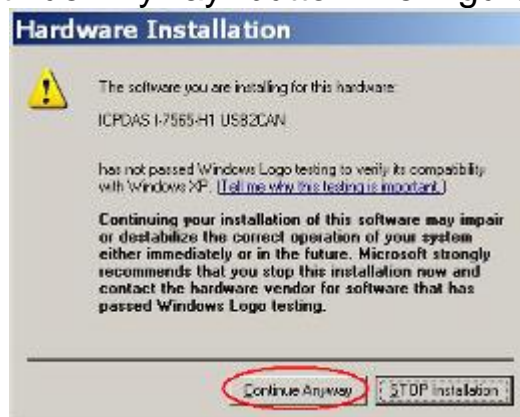 Hardware Installation
The software you are installing for this hardware:
ICPDAS I-7565-H1 USB2CAN
has not passed Windows Logo testing to verify its compatibility
with Windows XP. (Tell me why this testing is important.)
Continuing your installation of this software may impair
or destabilize the correct operation of your system
either immediately or in the future. Microsoft strongly
recommends that you stop this installation now and
contact the hardware vendor for software that has
passed Windows Logo testing.
Continue Anyway
STOP Installation